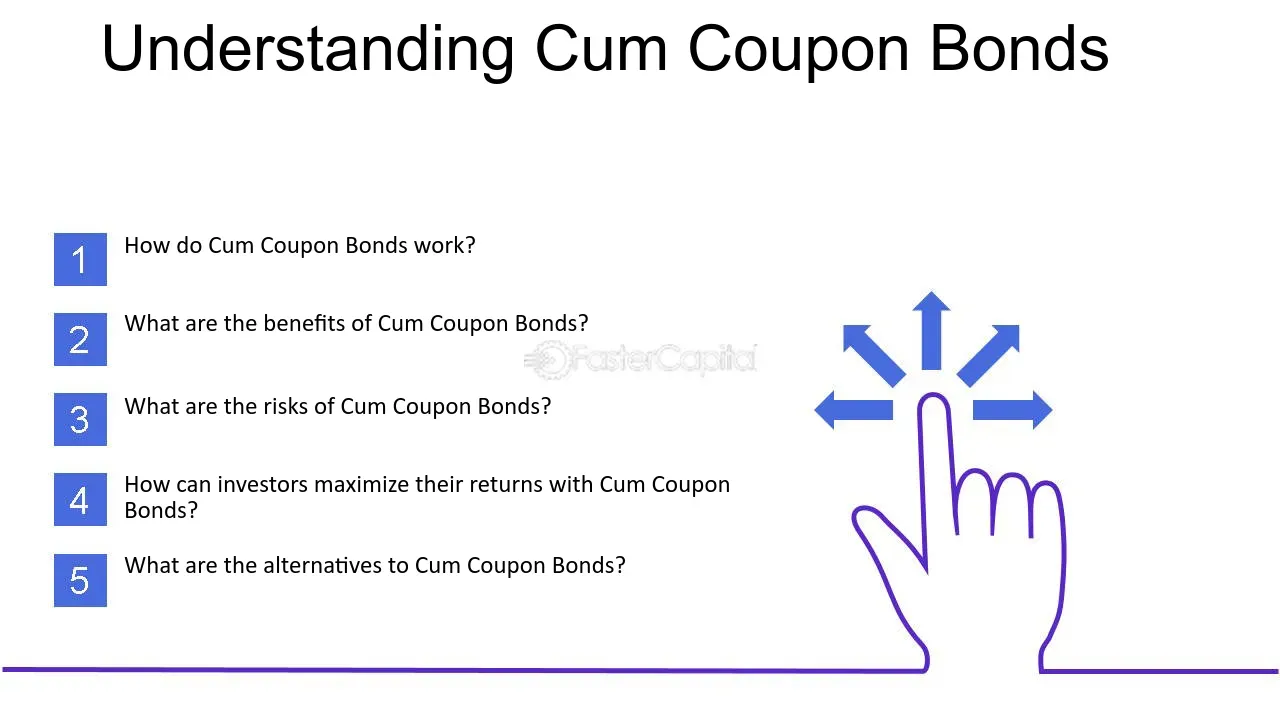 Understanding Cum Coupon Bonds
1
How do Cum Coupon Bonds work?
2
What are the benefits of Cum Coupon Bonds?
FasterCapital
3
What are the risks of Cum Coupon Bonds?
4
How can investors maximize their returns with Cum Coupon
Bonds?
5
What are the alternatives to Cum Coupon Bonds?